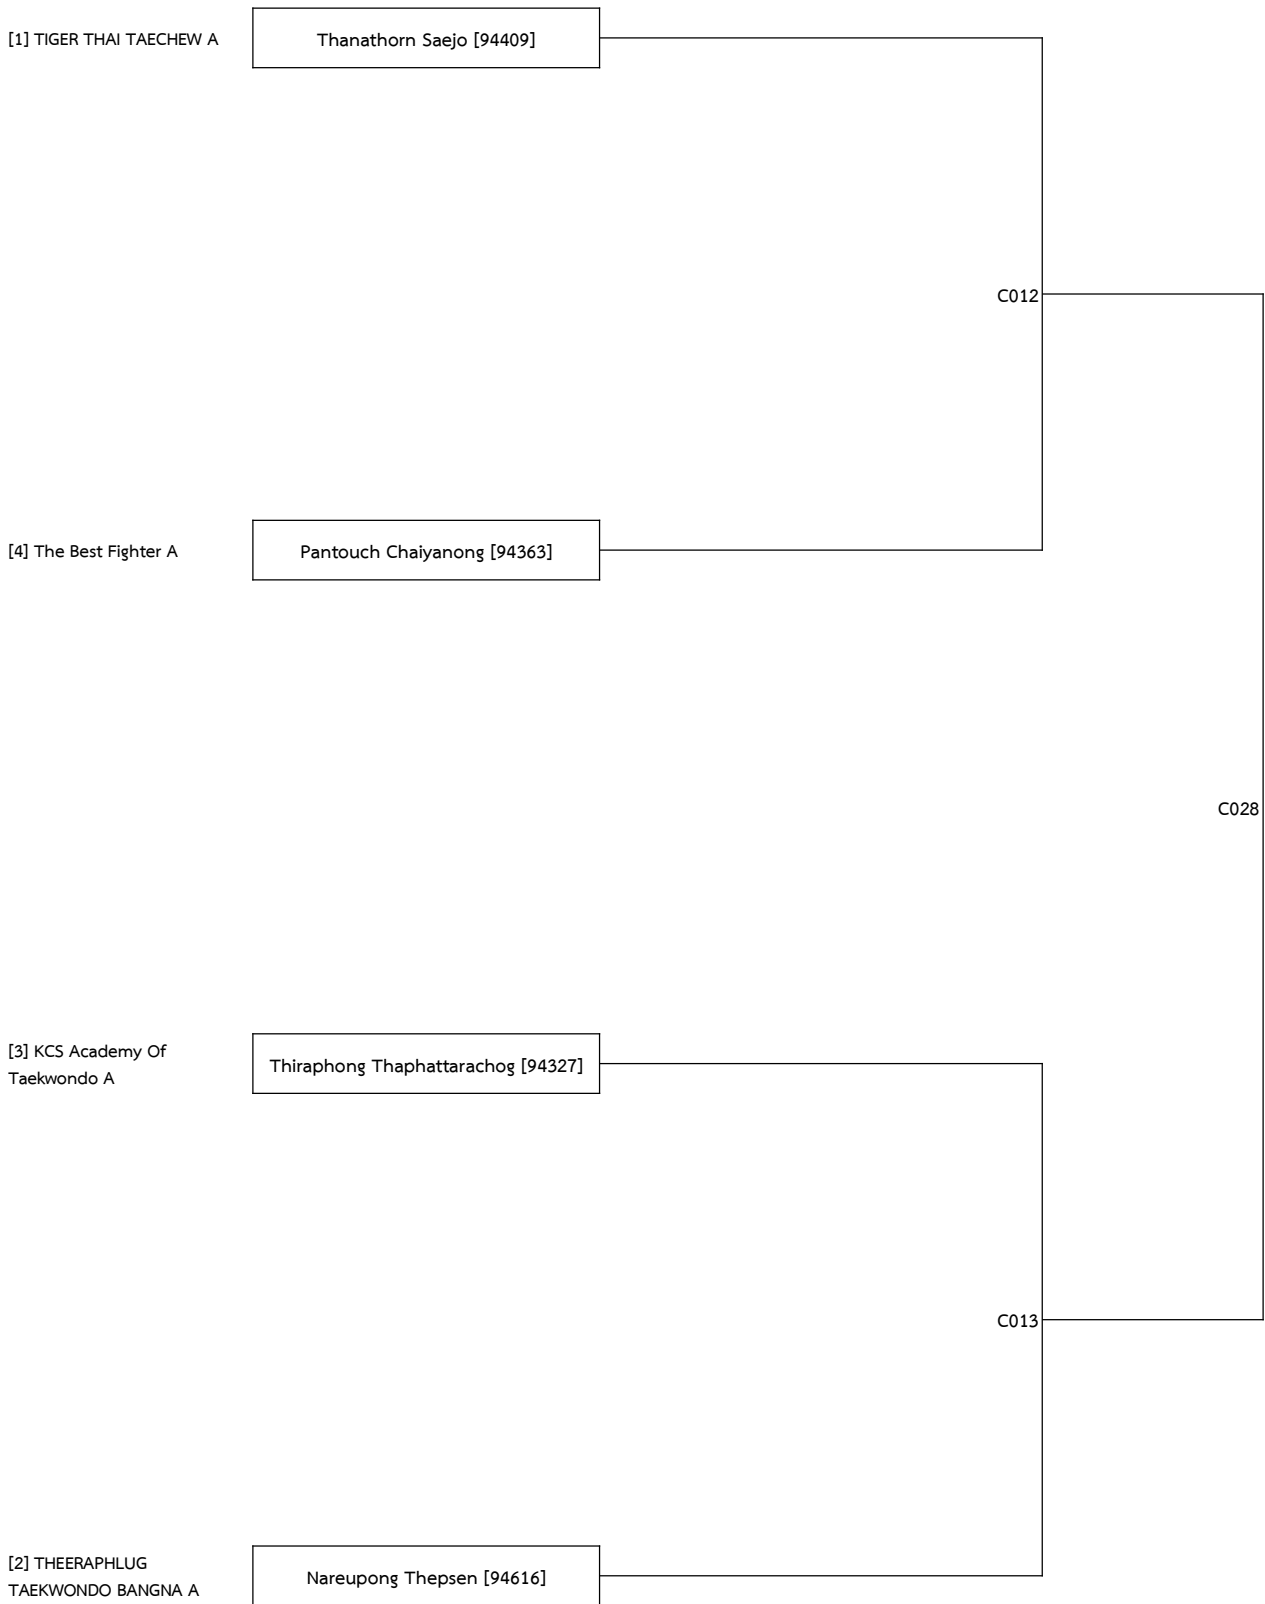 [1] TIGER THAI TAECHEW A
Thanathorn Saejo [94409]
C012
[4] The Best Fighter A
Pantouch Chaiyanong [94363]
C028
[3] KCS Academy Of
Taekwondo A
Thiraphong Thaphattarachog [94327]
C013
[2] THEERAPHLUG
TAEKWONDO BANGNA A
Nareupong Thepsen [94616]